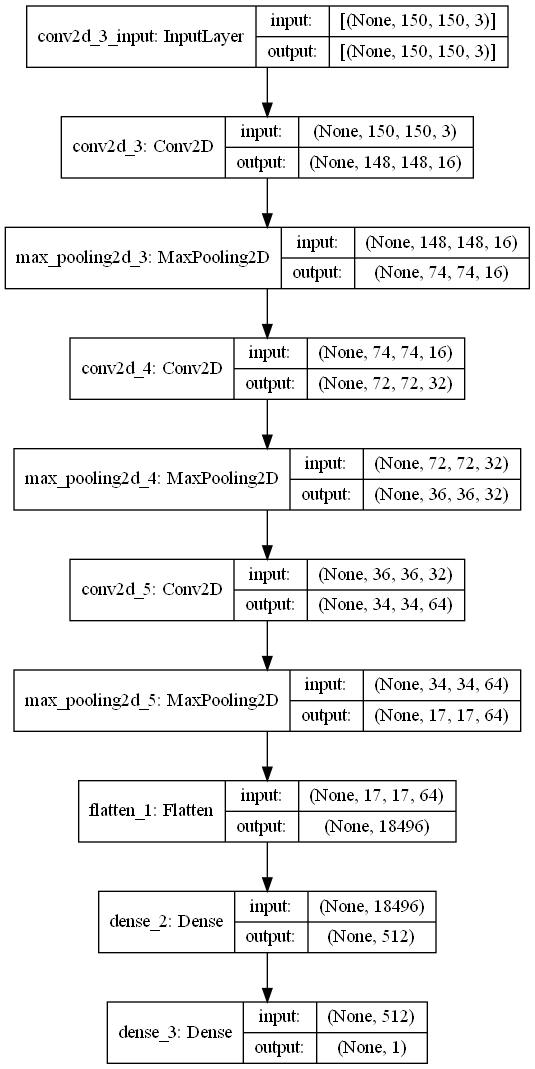 conv2d_3_input: InputLayer
input: [(None, 150, 150, 3)]
output: [(None, 150, 150, 3)]
conv2d_3: Conv2D
input: (None, 150, 150, 3)
output: (None, 148, 148, 16)
max_pooling2d_3: MaxPooling2D
input: (None, 148, 148, 16)
output: (None, 74, 74, 16)
conv2d_4: Conv2D
input: (None, 74, 74, 16)
output: (None, 72, 72, 32)
max_pooling2d_4: MaxPooling2D
input: (None, 72, 72, 32)
output: (None, 36, 36, 32)
conv2d_5: Conv2D
input: (None, 36, 36, 32)
output: (None, 34, 34, 64)
max_pooling2d_5: MaxPooling2D
input: (None, 34, 34, 64)
output: (None, 17, 17, 64)
flatten_1: Flatten
input: (None, 17, 17, 64)
output: (None, 18496)
dense_2: Dense
input: (None, 18496)
output: (None, 512)
dense_3: Dense
input: (None, 512)
output: (None, 1)